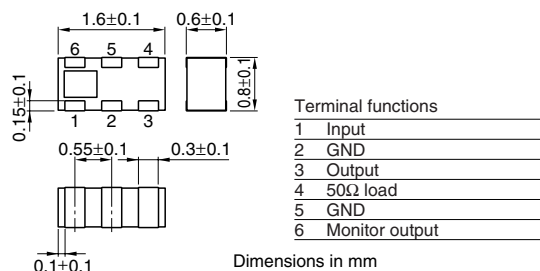 1.6±0.1
0.6±0.1
6 5 4
0.15±0.1
0.8±0.1
1 2 3
0.55±0.1
0.3±0.1
0.1±0.1
Dimensions in mm
Terminal functions
1 Input
2 GND
3 Output
4 50Ω load
5 GND
6 Monitor output